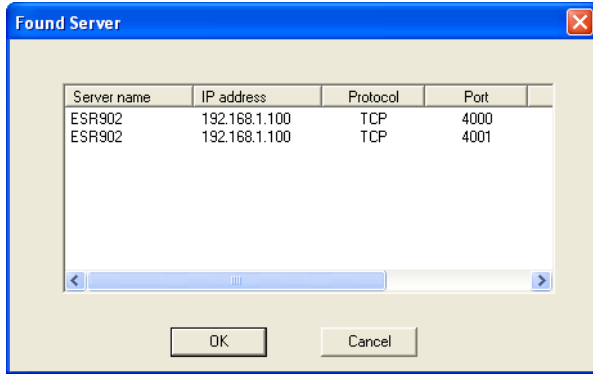 Found Server
Server name IP address Protocol Port
ESR902 192.168.1.100 TCP 4000
ESR902 192.168.1.100 TCP 4001
OK Cancel